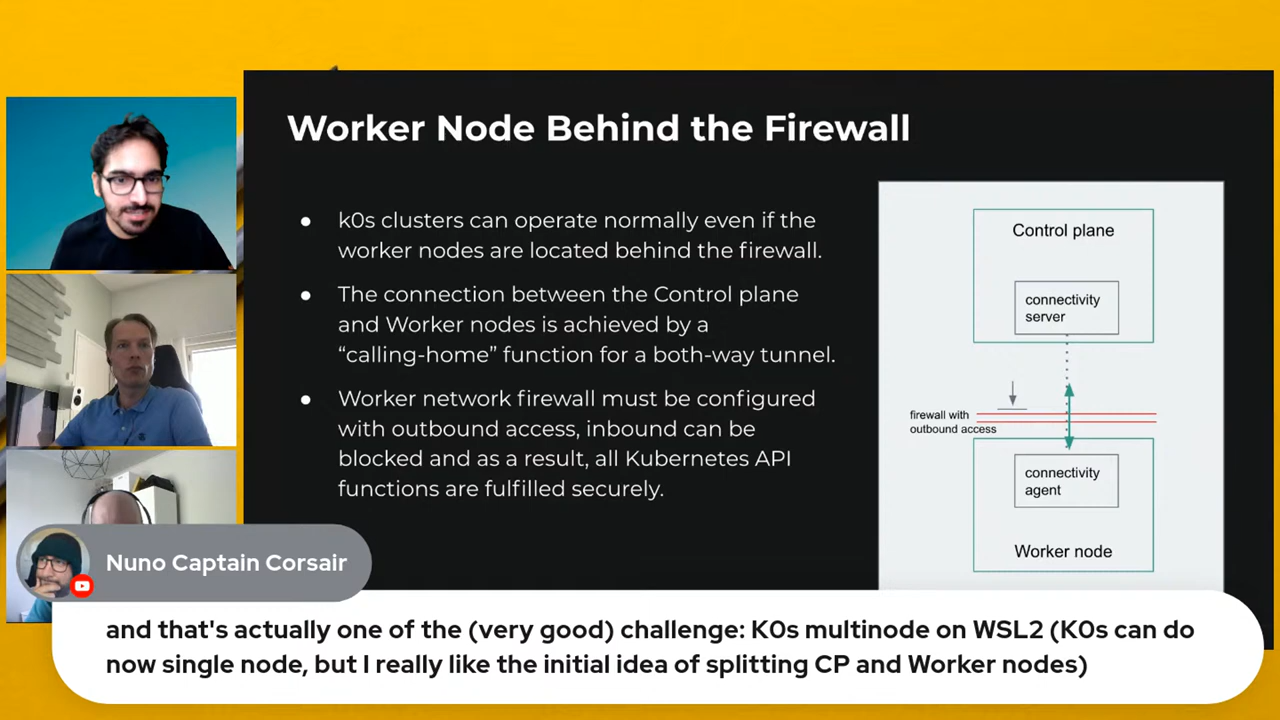 Worker Node Behind the Firewall
● k0s clusters can operate normally even if the
worker nodes are located behind the firewall.
● The connection between the Control plane
and Worker nodes is achieved by a
“calling-home” function for a both-way tunnel.
● Worker network firewall must be configured
with outbound access, inbound can be
blocked and as a result, all Kubernetes API
functions are fulfilled securely.
Control plane
connectivity
server
firewall with
outbound access
connectivity
agent
Worker node
Nuno Captain Corsair
and that's actually one of the (very good) challenge: K0s multinode on WSL2 (K0s can do
now single node, but I really like the initial idea of splitting CP and Worker nodes)